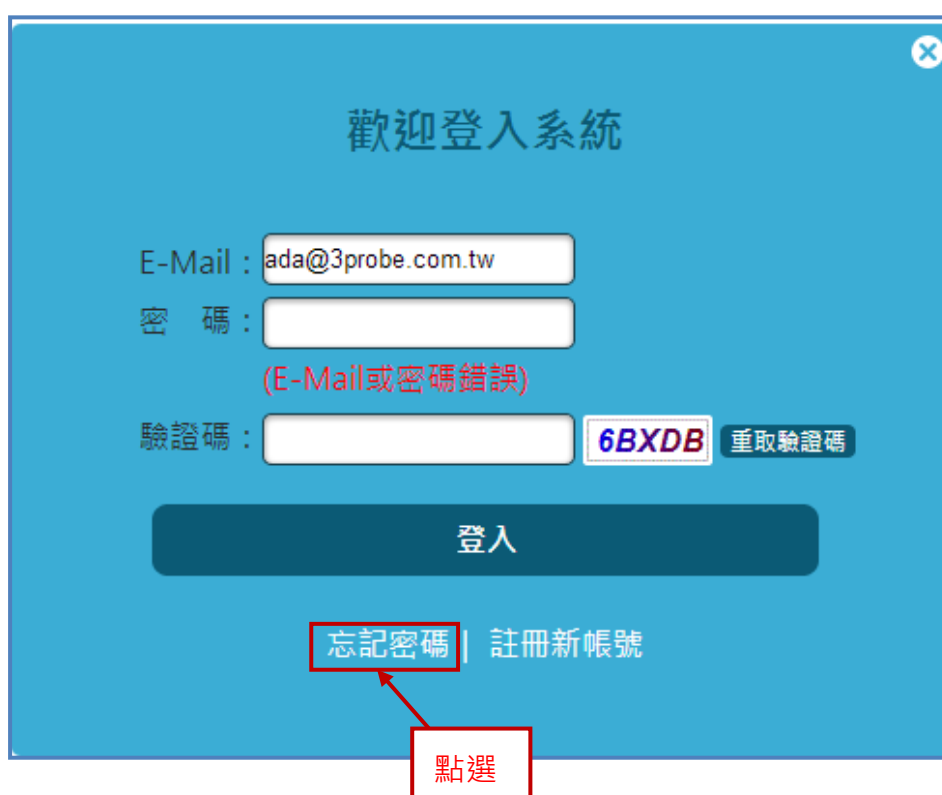 歡迎登入系統
E-Mail：ada@3probe.com.tw
密　碼：
(E-Mail或密碼錯誤)
驗證碼：6BXDB 重取驗證碼
登入
忘記密碼| 註冊新帳號
點選